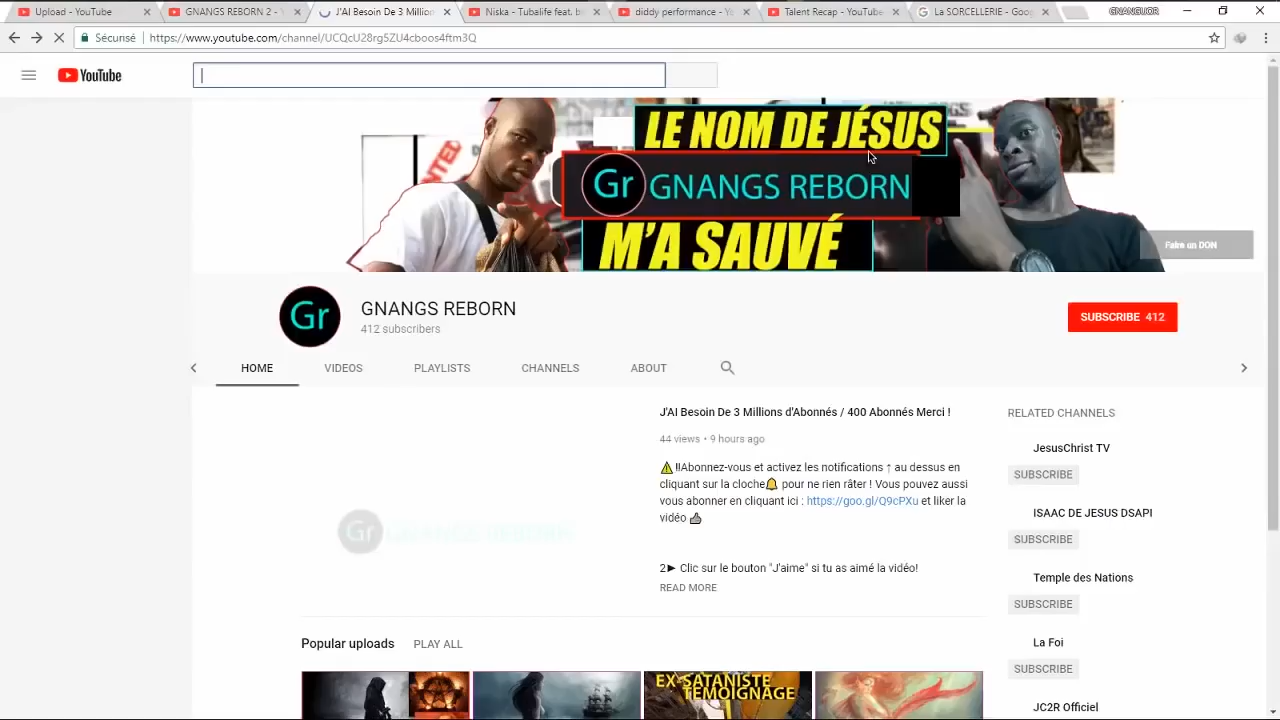 Upload - YouTube
GNANGS REBORN 2 -
J'AI Besoin De 3 Millien
Niska - Tubalife feat. b
diddy performance - Yo
Talent Recap - YouTube
La SORCELLERIE - Goo
GNANGUOR
Sécurisé
https://www.youtube.com/channel/UCQcU28rg5ZU4cboos4ftm3Q
YouTube
LE NOM DE JÉSUS
Gr GNANGS REBORN
M'A SAUVÉ
Faire un DON
Gr
GNANGS REBORN
412 subscribers
SUBSCRIBE 412
HOME
VIDEOS
PLAYLISTS
CHANNELS
ABOUT
J'AI Besoin De 3 Millions d'Abonnés / 400 Abonnés Merci !
44 views • 9 hours ago
⚠‼Abonnez-vous et activez les notifications ↑ au dessus en
cliquant sur la cloche🔔 pour ne rien râter ! Vous pouvez aussi
vous abonner en cliquant ici : https://goo.gl/Q9cPXu et liker la
vidéo 👍
2► Clic sur le bouton "J'aime" si tu as aimé la vidéo!
READ MORE
RELATED CHANNELS
JesusChrist TV
SUBSCRIBE
ISAAC DE JESUS DSAPI
SUBSCRIBE
Temple des Nations
SUBSCRIBE
La Foi
SUBSCRIBE
JC2R Officiel
Gr GNANGS REBORN
Popular uploads
PLAY ALL
EX-SATANISTE
TEMOIGNAGE